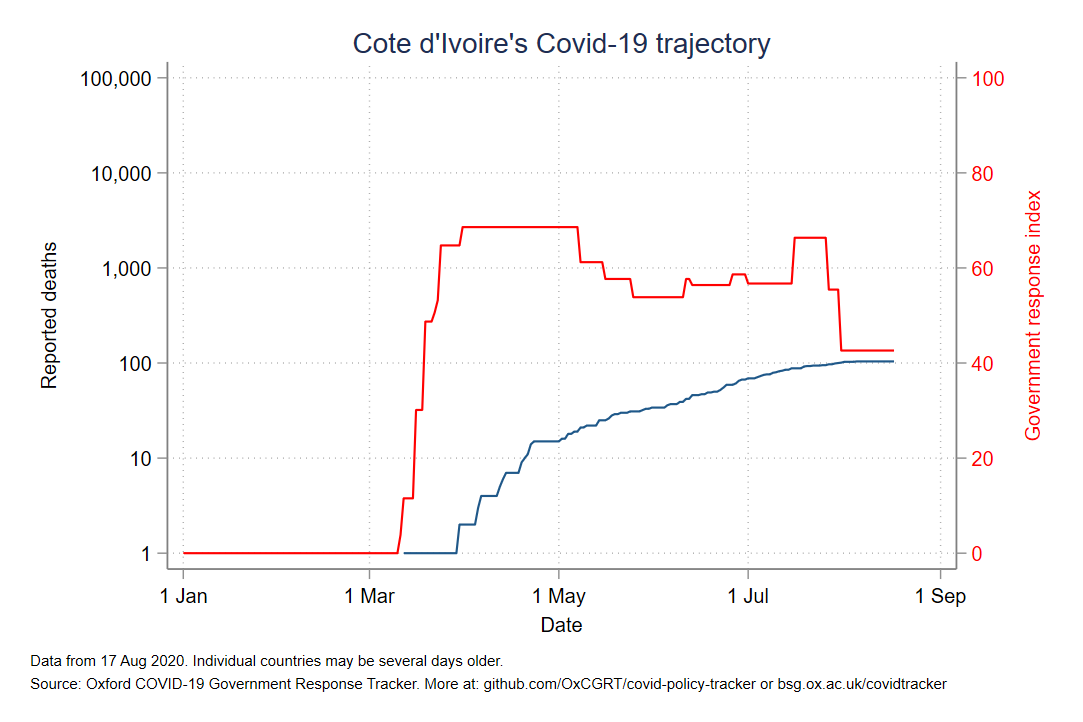 Cote d'Ivoire's Covid-19 trajectory
100,000
10,000
1,000
100
10
1
Reported deaths
100
80
60
40
20
0
Government response index
1 Jan
1 Mar
1 May
1 Jul
1 Sep
Date
Data from 17 Aug 2020. Individual countries may be several days older.
Source: Oxford COVID-19 Government Response Tracker. More at: github.com/OxCGRT/covid-policy-tracker or bsg.ox.ac.uk/covidtracker